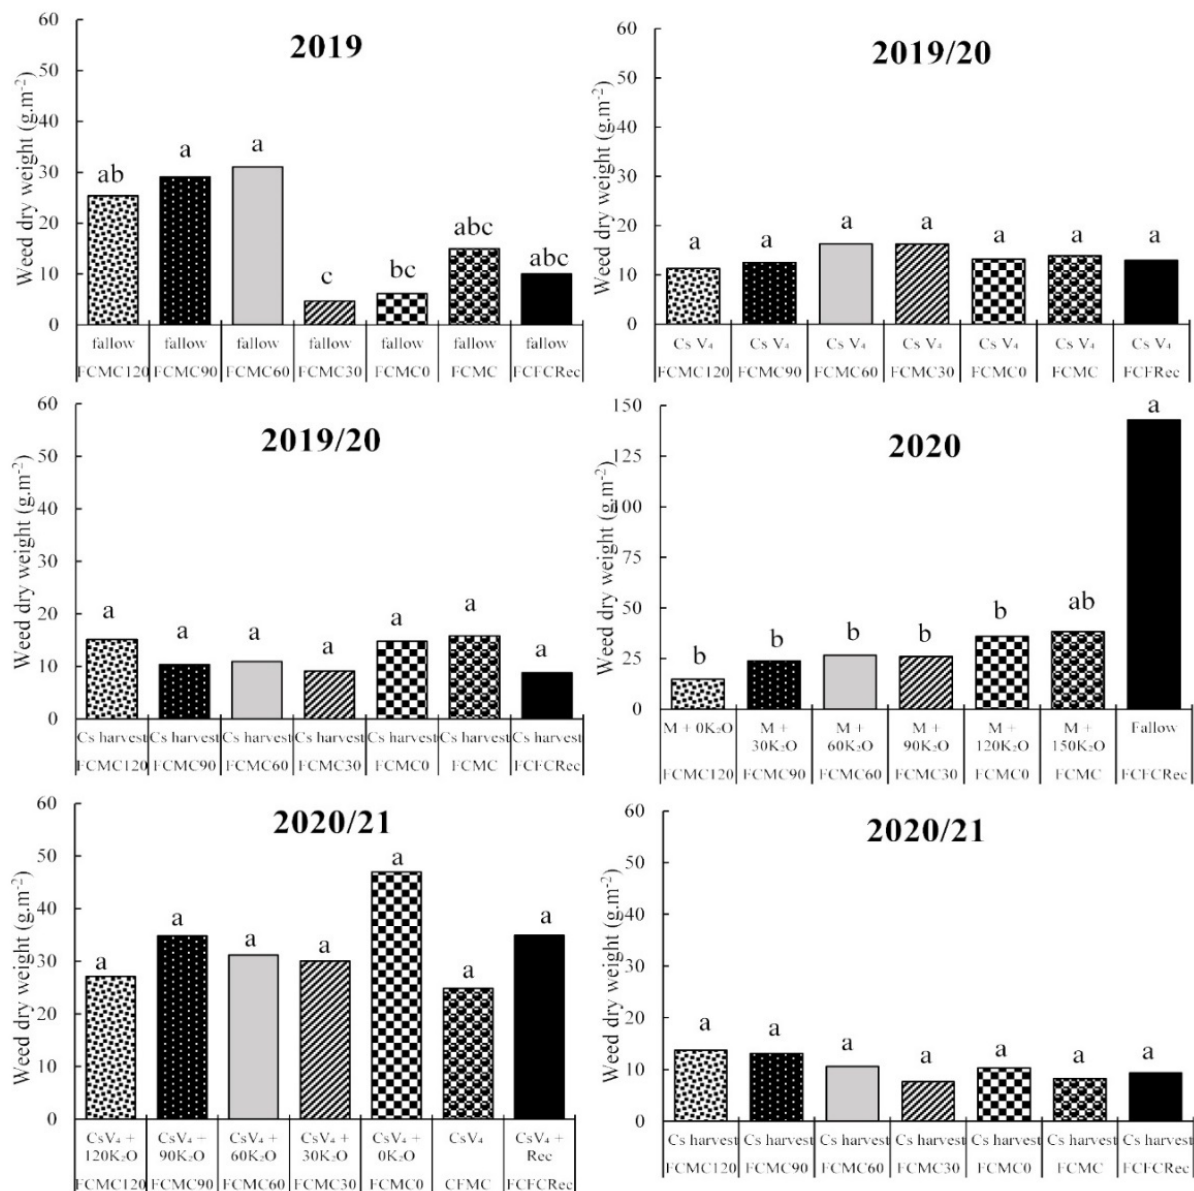 2019
Weed dry weight (g.m⁻²)
60
50
40
30
20
10
0
ab
a
a
c
bc
abc
abc
fallow fallow fallow fallow fallow fallow fallow
FCMC120 FCMC90 FCMC60 FCMC30 FCMC0 FCMC FCFCRec
2019/20
Weed dry weight (g.m⁻²)
60
50
40
30
20
10
0
a a a a a a a
Cs V₄ Cs V₄ Cs V₄ Cs V₄ Cs V₄ Cs V₄ Cs V₄
FCMC120 FCMC90 FCMC60 FCMC30 FCMC0 FCMC FCFRec
2019/20
Weed dry weight (g.m⁻²)
60
50
40
30
20
10
0
a a a a a a a
Cs harvest Cs harvest Cs harvest Cs harvest Cs harvest Cs harvest Cs harvest
FCMC120 FCMC90 FCMC60 FCMC30 FCMC0 FCMC FCFCRec
2020
Weed dry weight (g.m⁻²)
150
125
100
75
50
25
0
b b b b b ab a
M + 0K₂O M + M + M + M + M + Fallow
30K₂O 60K₂O 90K₂O 120K₂O 150K₂O
FCMC120 FCMC90 FCMC60 FCMC30 FCMC0 FCMC FCFCRec
2020/21
Weed dry weight (g.m⁻²)
60
50
40
30
20
10
0
a a a a a a a
CsV₄ + CsV₄ + CsV₄ + CsV₄ + CsV₄ + CsV₄ CsV₄ +
120K₂O 90K₂O 60K₂O 30K₂O 0K₂O Rec
FCMC120 FCMC90 FCMC60 FCMC30 FCMC0 CFMC FCFCRec
2020/21
Weed dry weight (g.m⁻²)
60
50
40
30
20
10
0
a a a a a a a
Cs harvest Cs harvest Cs harvest Cs harvest Cs harvest Cs harvest Cs harvest
FCMC120 FCMC90 FCMC60 FCMC30 FCMC0 FCMC FCFRec